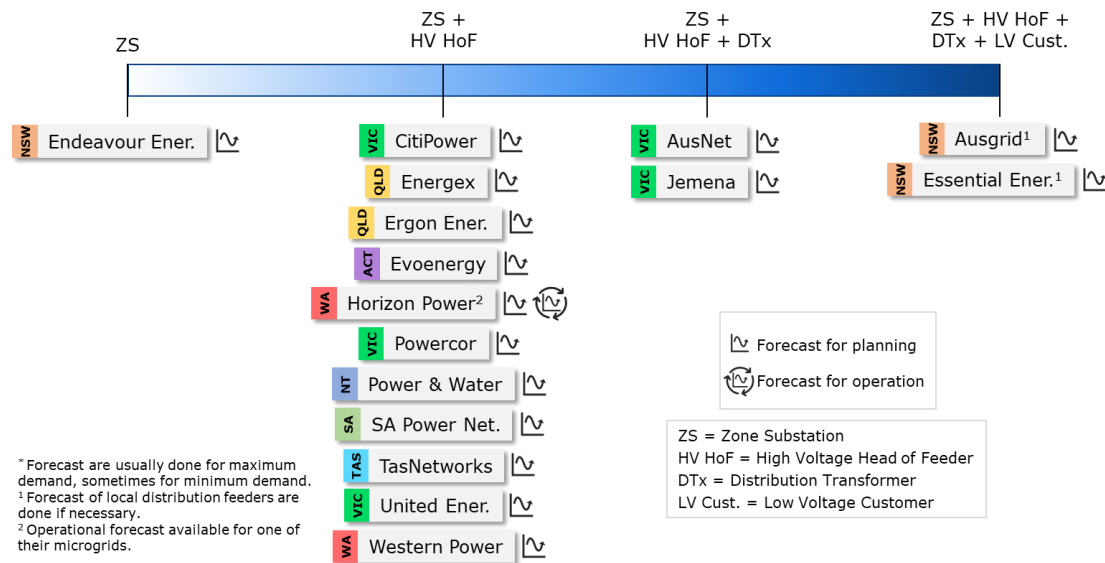 ZS
ZS +
HV HoF
ZS +
HV HoF + DTx
ZS + HV HoF +
DTx + LV Cust.
NSW Endeavour Ener.
VIC CitiPower
QLD Energex
QLD Ergon Ener.
ACT Evoenergy
WA Horizon Power²
VIC Powercor
NT Power & Water
SA SA Power Net.
TAS TasNetworks
VIC United Ener.
WA Western Power
VIC AusNet
VIC Jemena
NSW Ausgrid¹
NSW Essential Ener.¹
Forecast for planning
Forecast for operation
ZS = Zone Substation
HV HoF = High Voltage Head of Feeder
DTx = Distribution Transformer
LV Cust. = Low Voltage Customer
* Forecast are usually done for maximum
demand, sometimes for minimum demand.
¹ Forecast of local distribution feeders are
done if necessary.
² Operational forecast available for one of
their microgrids.